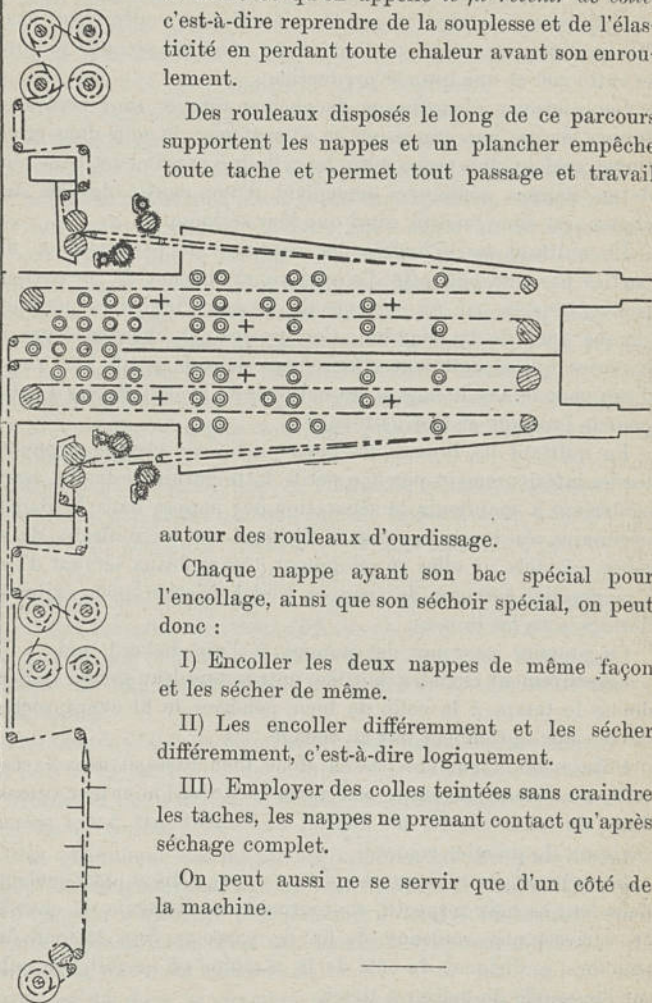 c'est-à-dire reprendre de la souplesse et de l'élas-
ticité en perdant toute chaleur avant son enrou-
lement.
Des rouleaux disposés le long de ce parcours
supportent les nappes et un plancher empêche
toute tache et permet tout passage et travail
autour des rouleaux d'ourdissage.
Chaque nappe ayant son bac spécial pour
l'encollage, ainsi que son séchoir spécial, on peut
donc :
I) Encoller les deux nappes de même façon
et les sécher de même.
II) Les encoller différemment et les sécher
différemment, c'est-à-dire logiquement.
III) Employer des colles teintées sans craindre
les taches, les nappes ne prenant contact qu'après
séchage complet.
On peut aussi ne se servir que d'un côté de
la machine.